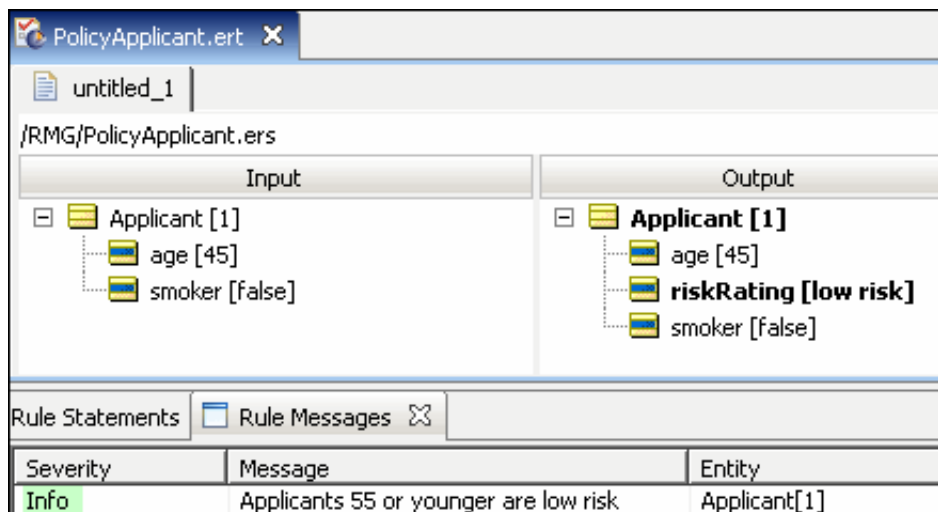 PolicyApplicant.ert
untitled_1
/RMG/PolicyApplicant.ers
Input Output
Applicant [1] Applicant [1]
age [45] age [45]
smoker [false] riskRating [low risk]
smoker [false]
Rule Statements Rule Messages
Severity Message Entity
Info Applicants 55 or younger are low risk Applicant[1]